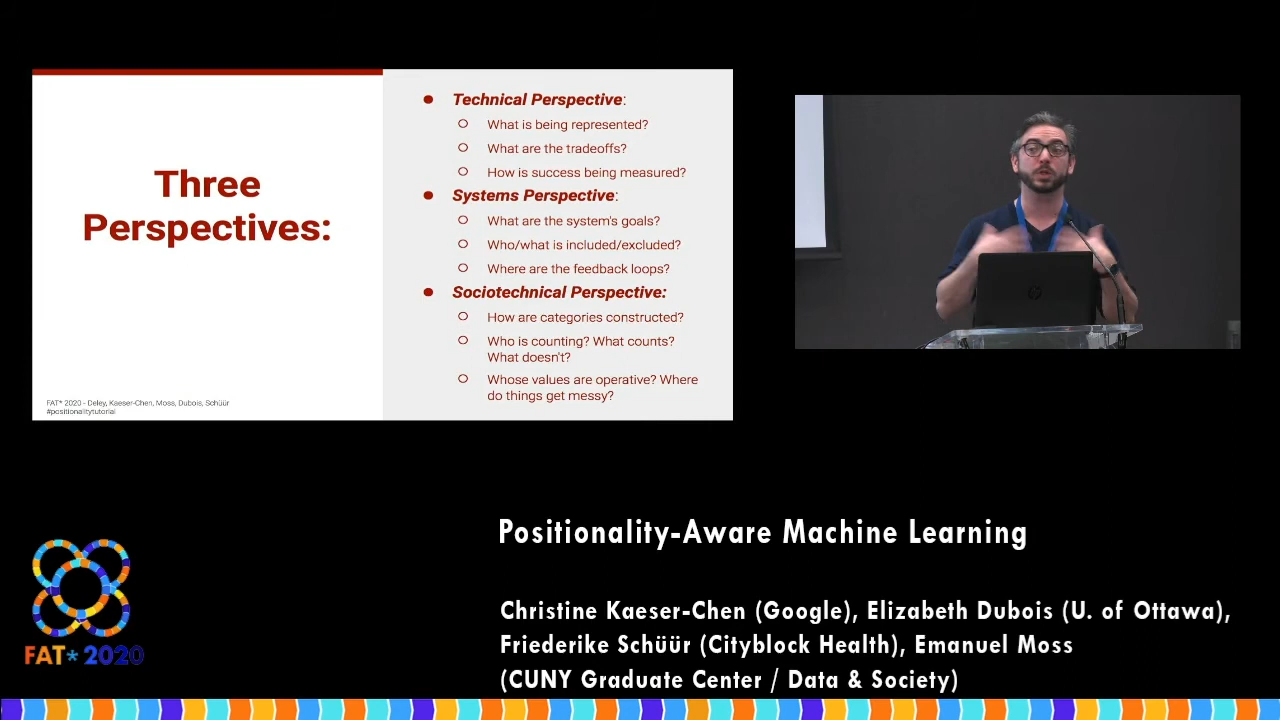 Three
Perspectives:
FAT* 2020 - Deley, Kaeser-Chen, Moss, Dubois, Schüür
#positionalitytutorial
● Technical Perspective:
○ What is being represented?
○ What are the tradeoffs?
○ How is success being measured?
● Systems Perspective:
○ What are the system's goals?
○ Who/what is included/excluded?
○ Where are the feedback loops?
● Sociotechnical Perspective:
○ How are categories constructed?
○ Who is counting? What counts?
What doesn't?
○ Whose values are operative? Where
do things get messy?
Positionality-Aware Machine Learning
Christine Kaeser-Chen (Google), Elizabeth Dubois (U. of Ottawa),
Friederike Schüür (Cityblock Health), Emanuel Moss
(CUNY Graduate Center / Data & Society)
FAT* 2020